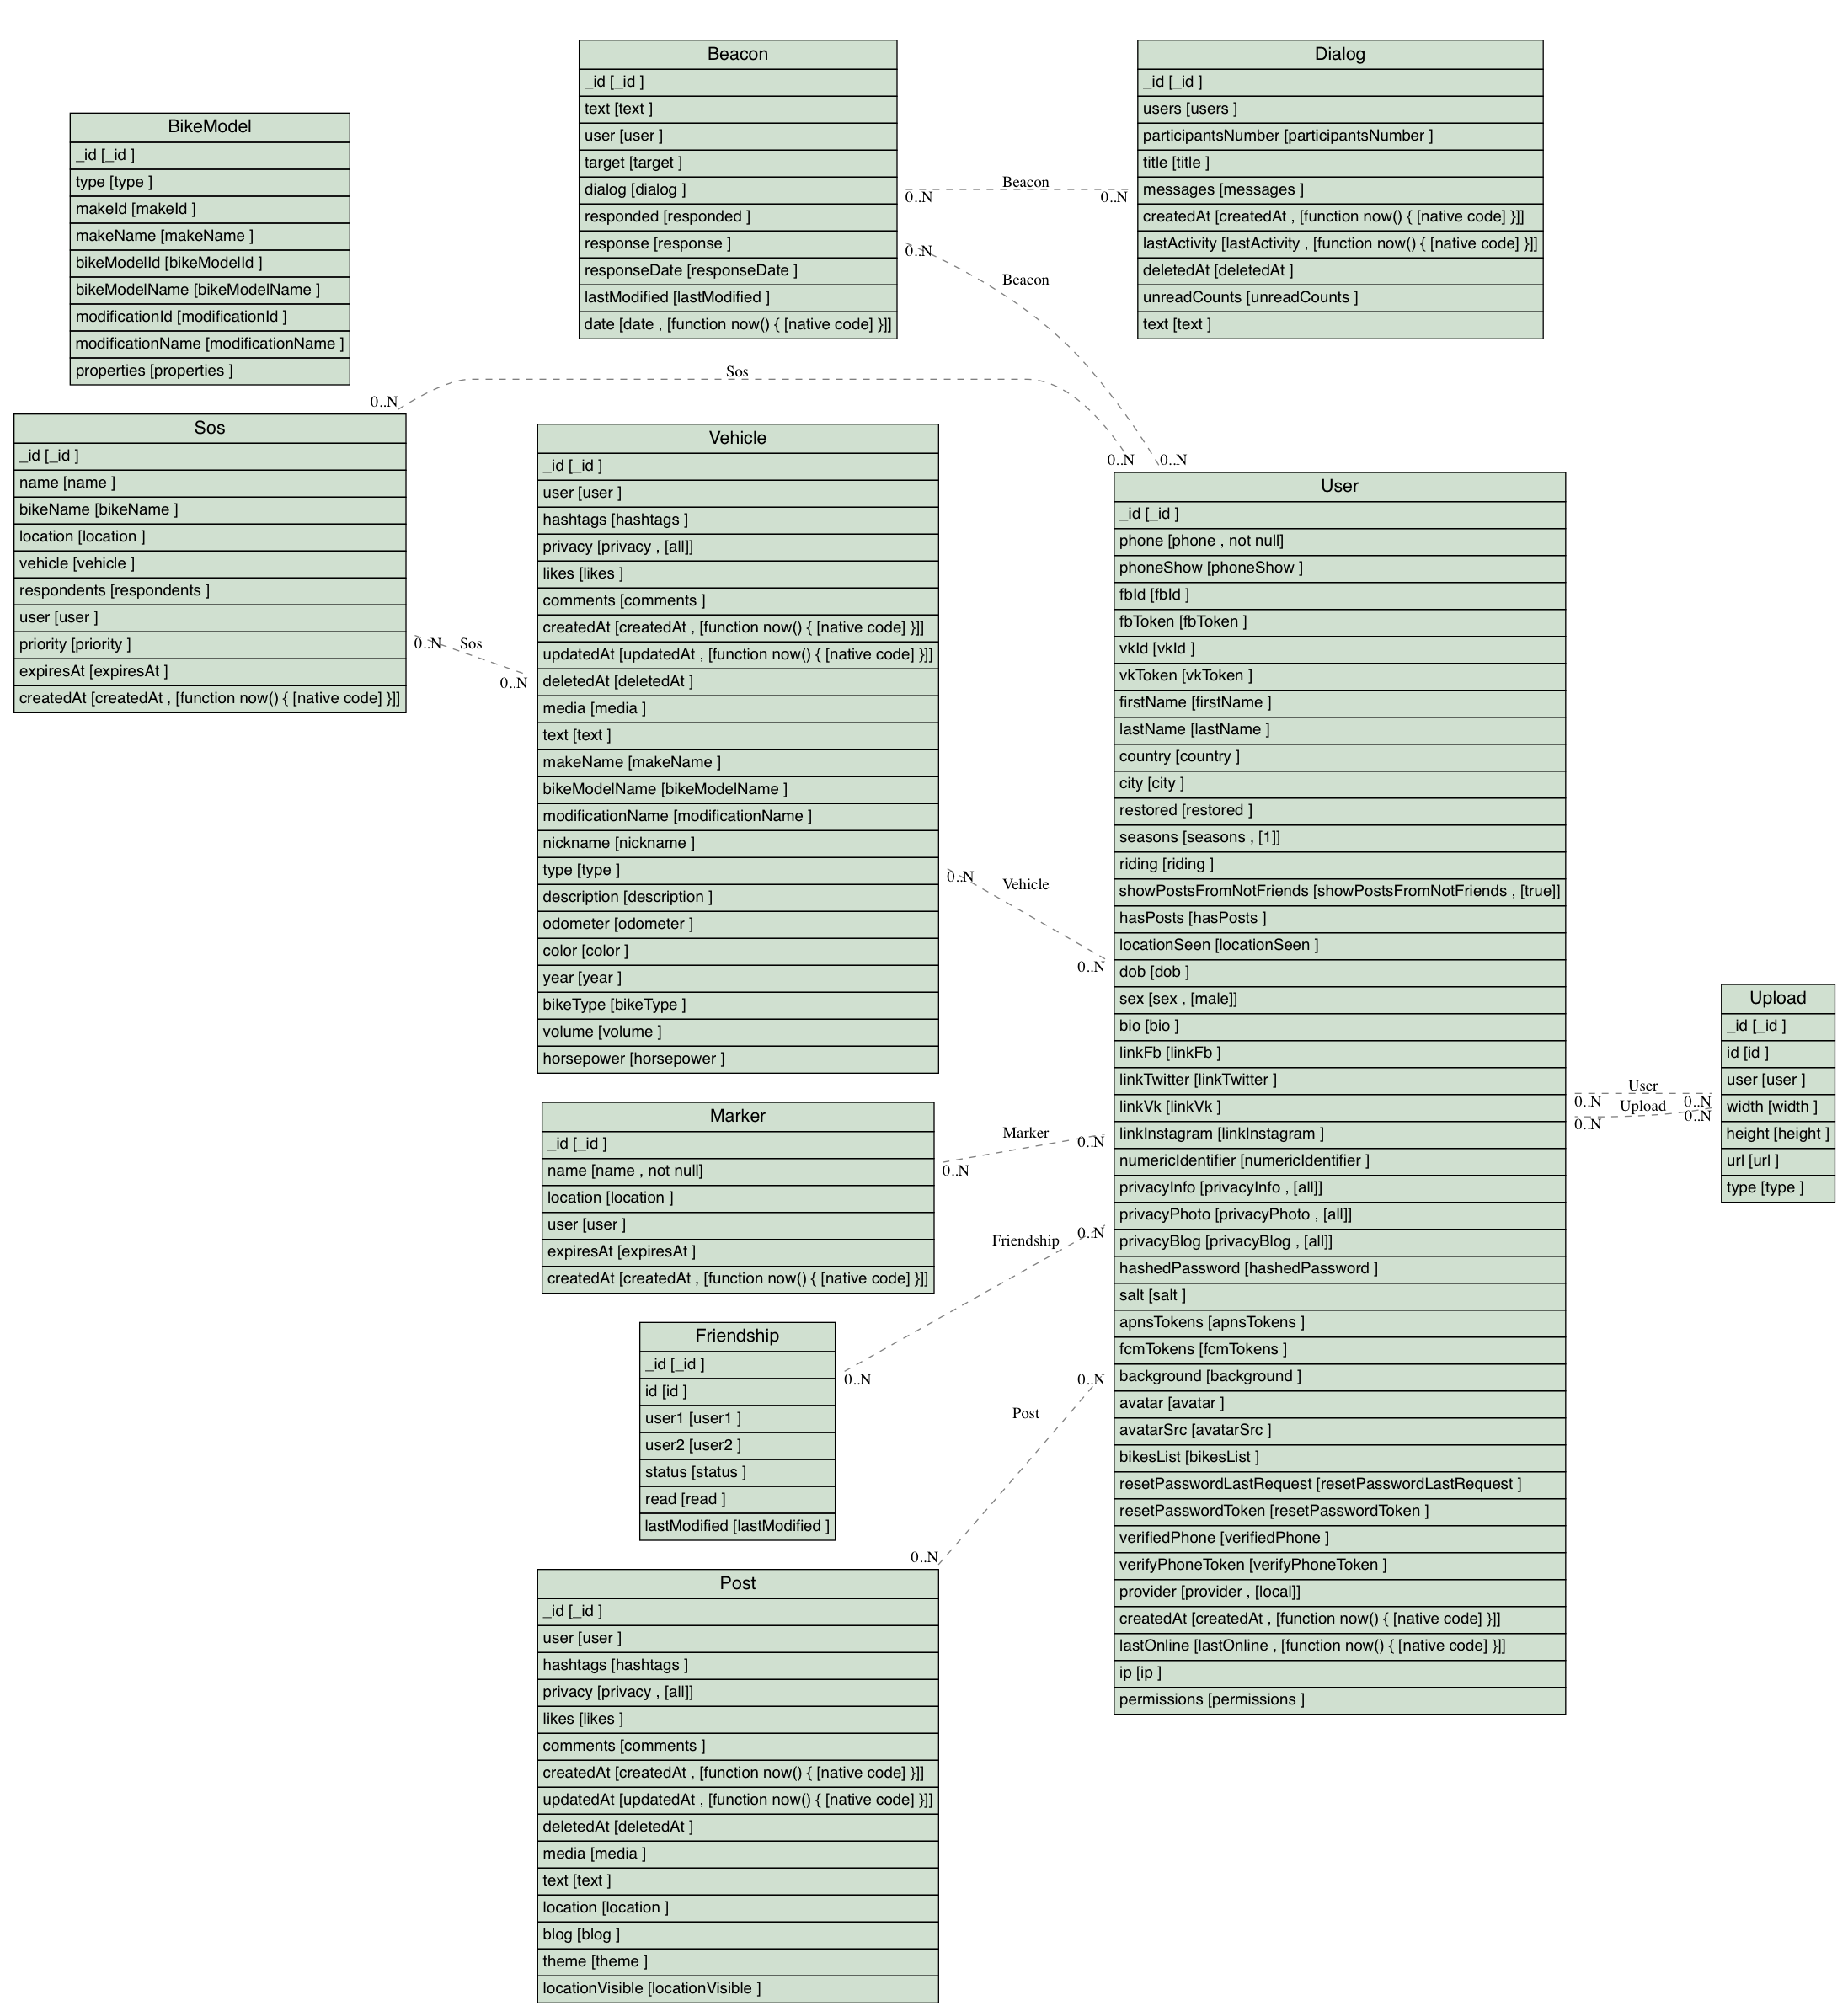 Beacon
_id [_id ]
text [text ]
user [user ]
target [target ]
dialog [dialog ]
responded [responded ]
response [response ]
responseDate [responseDate ]
lastModified [lastModified ]
date [date , [function now() { [native code] }]]
Dialog
_id [_id ]
users [users ]
participantsNumber [participantsNumber ]
title [title ]
messages [messages ]
createdAt [createdAt , [function now() { [native code] }]]
lastActivity [lastActivity , [function now() { [native code] }]]
deletedAt [deletedAt ]
unreadCounts [unreadCounts ]
text [text ]
BikeModel
_id [_id ]
type [type ]
makeId [makeId ]
makeName [makeName ]
bikeModelId [bikeModelId ]
bikeModelName [bikeModelName ]
modificationId [modificationId ]
modificationName [modificationName ]
properties [properties ]
Beacon
0..N
0..N
0..N
Beacon
0..N
Sos
0..N
0..N
Sos
_id [_id ]
name [name ]
bikeName [bikeName ]
location [location ]
vehicle [vehicle ]
respondents [respondents ]
user [user ]
priority [priority ]
expiresAt [expiresAt ]
createdAt [createdAt , [function now() { [native code] }]]
0..N
Sos
0..N
Vehicle
_id [_id ]
user [user ]
hashtags [hashtags ]
privacy [privacy , [all]]
likes [likes ]
comments [comments ]
createdAt [createdAt , [function now() { [native code] }]]
updatedAt [updatedAt , [function now() { [native code] }]]
deletedAt [deletedAt ]
media [media ]
text [text ]
makeName [makeName ]
bikeModelName [bikeModelName ]
modificationName [modificationName ]
nickname [nickname ]
type [type ]
description [description ]
odometer [odometer ]
color [color ]
year [year ]
bikeType [bikeType ]
volume [volume ]
horsepower [horsepower ]
0..N
Vehicle
0..N
User
_id [_id ]
phone [phone , not null]
phoneShow [phoneShow ]
fbId [fbId ]
fbToken [fbToken ]
vkId [vkId ]
vkToken [vkToken ]
firstName [firstName ]
lastName [lastName ]
country [country ]
city [city ]
restored [restored ]
seasons [seasons , [1]]
riding [riding ]
showPostsFromNotFriends [showPostsFromNotFriends , [true]]
hasPosts [hasPosts ]
locationSeen [locationSeen ]
dob [dob ]
sex [sex , [male]]
bio [bio ]
linkFb [linkFb ]
linkTwitter [linkTwitter ]
linkVk [linkVk ]
linkInstagram [linkInstagram ]
numericIdentifier [numericIdentifier ]
privacyInfo [privacyInfo , [all]]
privacyPhoto [privacyPhoto , [all]]
privacyBlog [privacyBlog , [all]]
hashedPassword [hashedPassword ]
salt [salt ]
apnsTokens [apnsTokens ]
fcmTokens [fcmTokens ]
background [background ]
avatar [avatar ]
avatarSrc [avatarSrc ]
bikesList [bikesList ]
resetPasswordLastRequest [resetPasswordLastRequest ]
resetPasswordToken [resetPasswordToken ]
verifiedPhone [verifiedPhone ]
verifyPhoneToken [verifyPhoneToken ]
provider [provider , [local]]
createdAt [createdAt , [function now() { [native code] }]]
lastOnline [lastOnline , [function now() { [native code] }]]
ip [ip ]
permissions [permissions ]
User
0..N
0..N
Upload
0..N
0..N
Upload
_id [_id ]
id [id ]
user [user ]
width [width ]
height [height ]
url [url ]
type [type ]
Marker
_id [_id ]
name [name , not null]
location [location ]
user [user ]
expiresAt [expiresAt ]
createdAt [createdAt , [function now() { [native code] }]]
Marker
0..N
0..N
Friendship
_id [_id ]
id [id ]
user1 [user1 ]
user2 [user2 ]
status [status ]
read [read ]
lastModified [lastModified ]
0..N
Friendship
0..N
0..N
Post
0..N
Post
_id [_id ]
user [user ]
hashtags [hashtags ]
privacy [privacy , [all]]
likes [likes ]
comments [comments ]
createdAt [createdAt , [function now() { [native code] }]]
updatedAt [updatedAt , [function now() { [native code] }]]
deletedAt [deletedAt ]
media [media ]
text [text ]
location [location ]
blog [blog ]
theme [theme ]
locationVisible [locationVisible ]